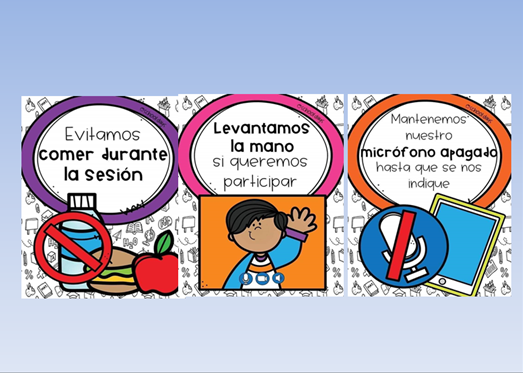 Evitamos
comer durante
la sesión
Levantamos
la mano
si queremos
participar
Mantenemos
nuestro
micrófono apagado
hasta que se nos
indique